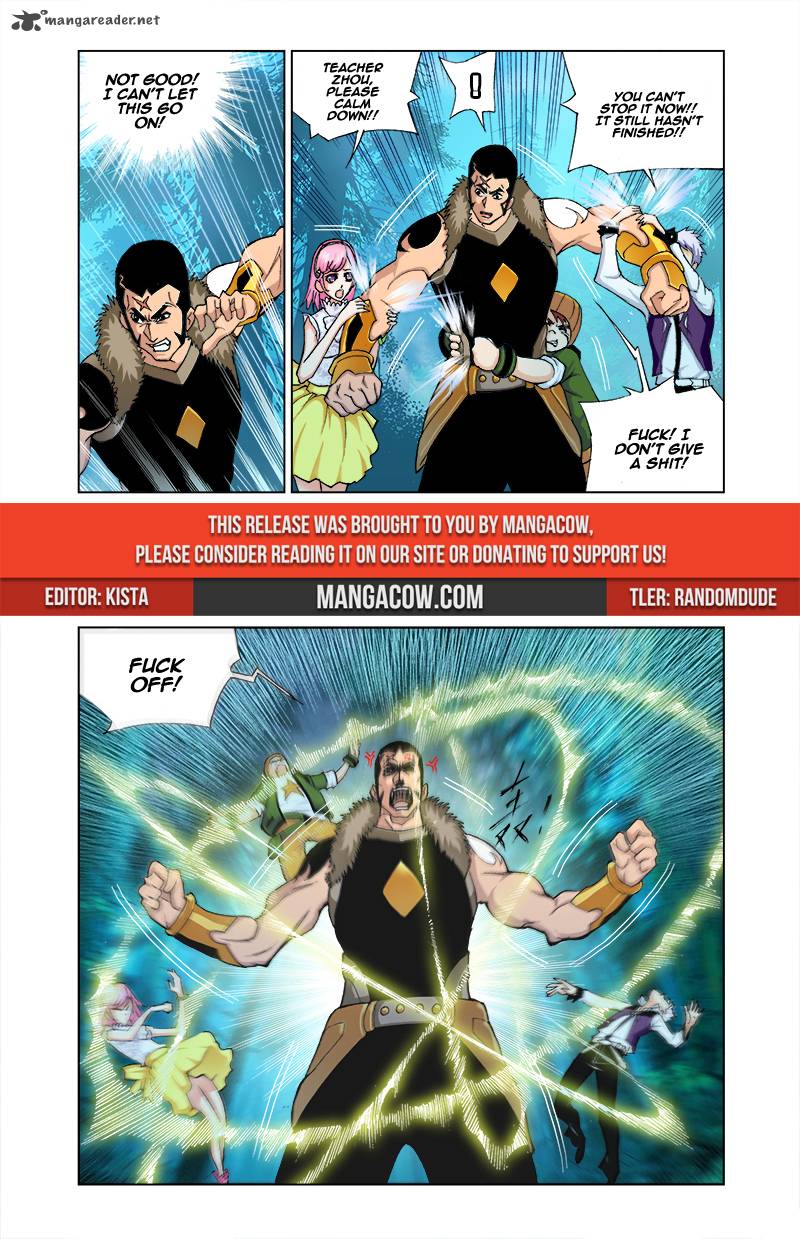 mangareader.net
NOT GOOD!
I CAN'T LET
THIS GO
ON!
TEACHER
ZHOU,
PLEASE
CALM
DOWN!!
!
YOU CAN'T
STOP IT NOW!!
IT STILL HASN'T
FINISHED!!
FUCK! I
DON'T GIVE
A SHIT!
THIS RELEASE WAS BROUGHT TO YOU BY MANGACOW,
PLEASE CONSIDER READING IT ON OUR SITE OR DONATING TO SUPPORT US!
EDITOR: KISTA
MANGACOW.COM
TLER: RANDOMDUDE
FUCK
OFF!